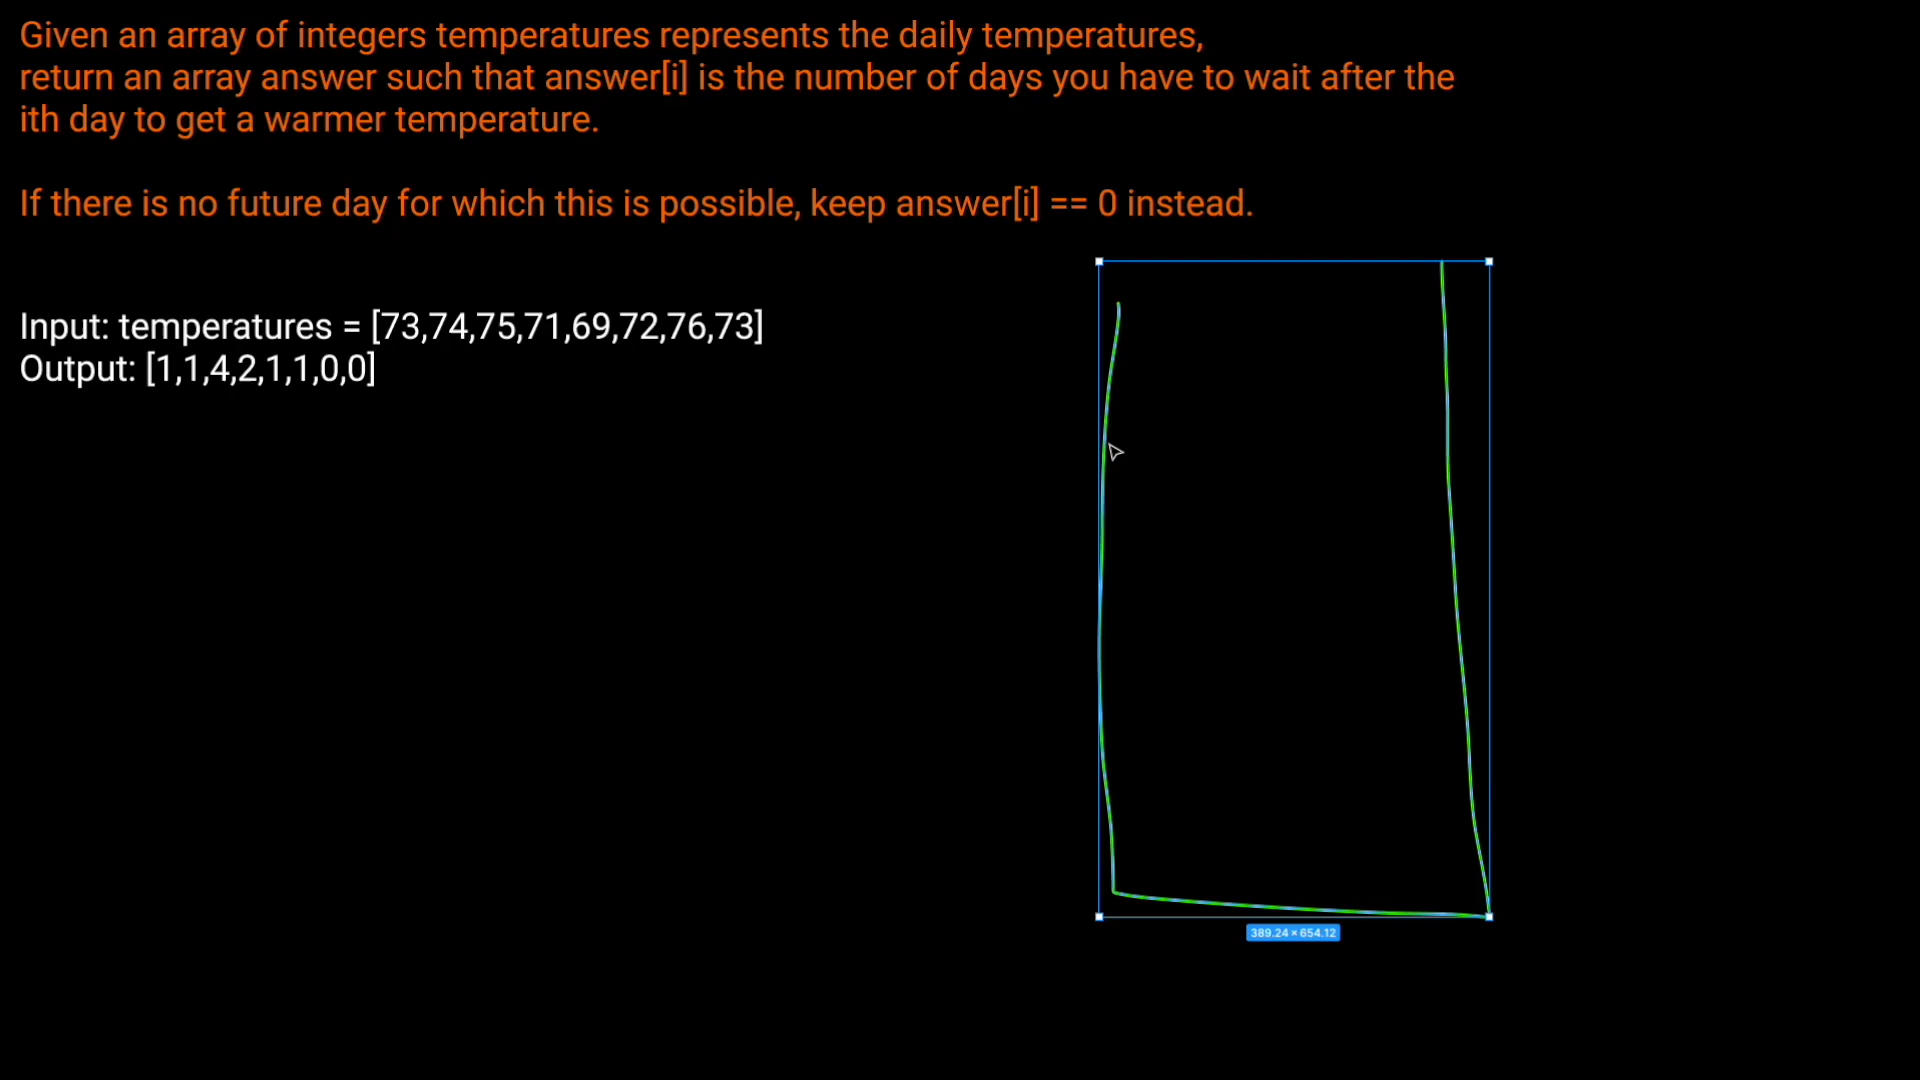 Given an array of integers temperatures represents the daily temperatures,
return an array answer such that answer[i] is the number of days you have to wait after the
ith day to get a warmer temperature.
If there is no future day for which this is possible, keep answer[i] == 0 instead.
Input: temperatures = [73,74,75,71,69,72,76,73]
Output: [1,1,4,2,1,1,0,0]
389.24 × 654.12